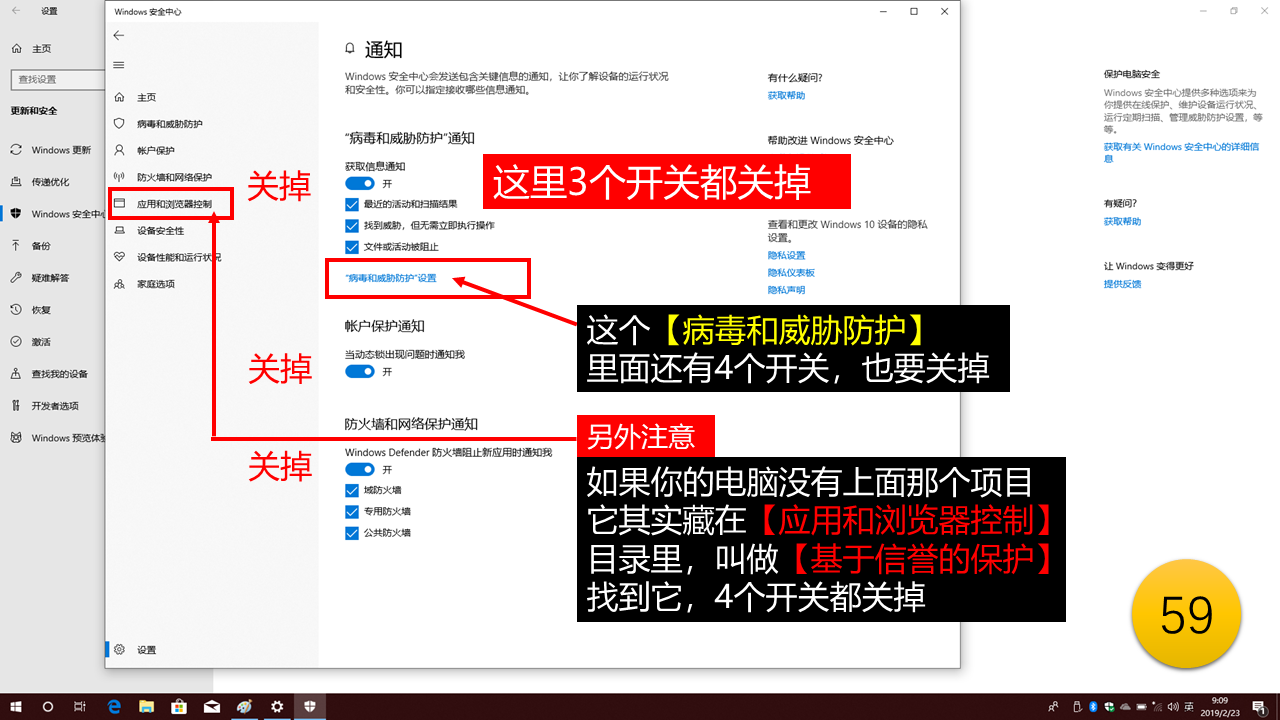 设置
主页
查找设置
更新和安全
Windows 更新
传递优化
Windows 安全中心
备份
疑难解答
恢复
激活
查找我的设备
开发者选项
Windows 预览体验
Windows 安全中心
主页
病毒和威胁防护
帐户保护
防火墙和网络保护
应用和浏览器控制
设备安全性
设备性能和运行状况
家庭选项
设置
通知
Windows 安全中心会发送包含关键信息的通知，让你了解设备的运行状况
和安全性。你可以指定接收哪些信息通知。
“病毒和威胁防护”通知
获取信息通知
开
最近的活动和扫描结果
找到威胁，但无需立即执行操作
文件或活动被阻止
“病毒和威胁防护”设置
帐户保护通知
当动态锁出现问题时通知我
开
防火墙和网络保护通知
Windows Defender 防火墙阻止新应用时通知我
开
域防火墙
专用防火墙
公共防火墙
关掉
关掉
关掉
有什么疑问?
获取帮助
帮助改进 Windows 安全中心
这里3个开关都关掉
查看和更改 Windows 10 设备的隐私
设置。
隐私设置
隐私仪表板
隐私声明
这个【病毒和威胁防护】
里面还有4个开关，也要关掉
另外注意
如果你的电脑没有上面那个项目
它其实藏在【应用和浏览器控制】
目录里，叫做【基于信誉的保护】
找到它，4个开关都关掉
保护电脑安全
Windows 安全中心提供多种选项来为
你提供在线保护、维护设备运行状况、
运行定期扫描、管理威胁防护设置，等
等。
获取有关 Windows 安全中心的详细信
息
有疑问?
获取帮助
让 Windows 变得更好
提供反馈
59
英
9:09
2019/2/23
1